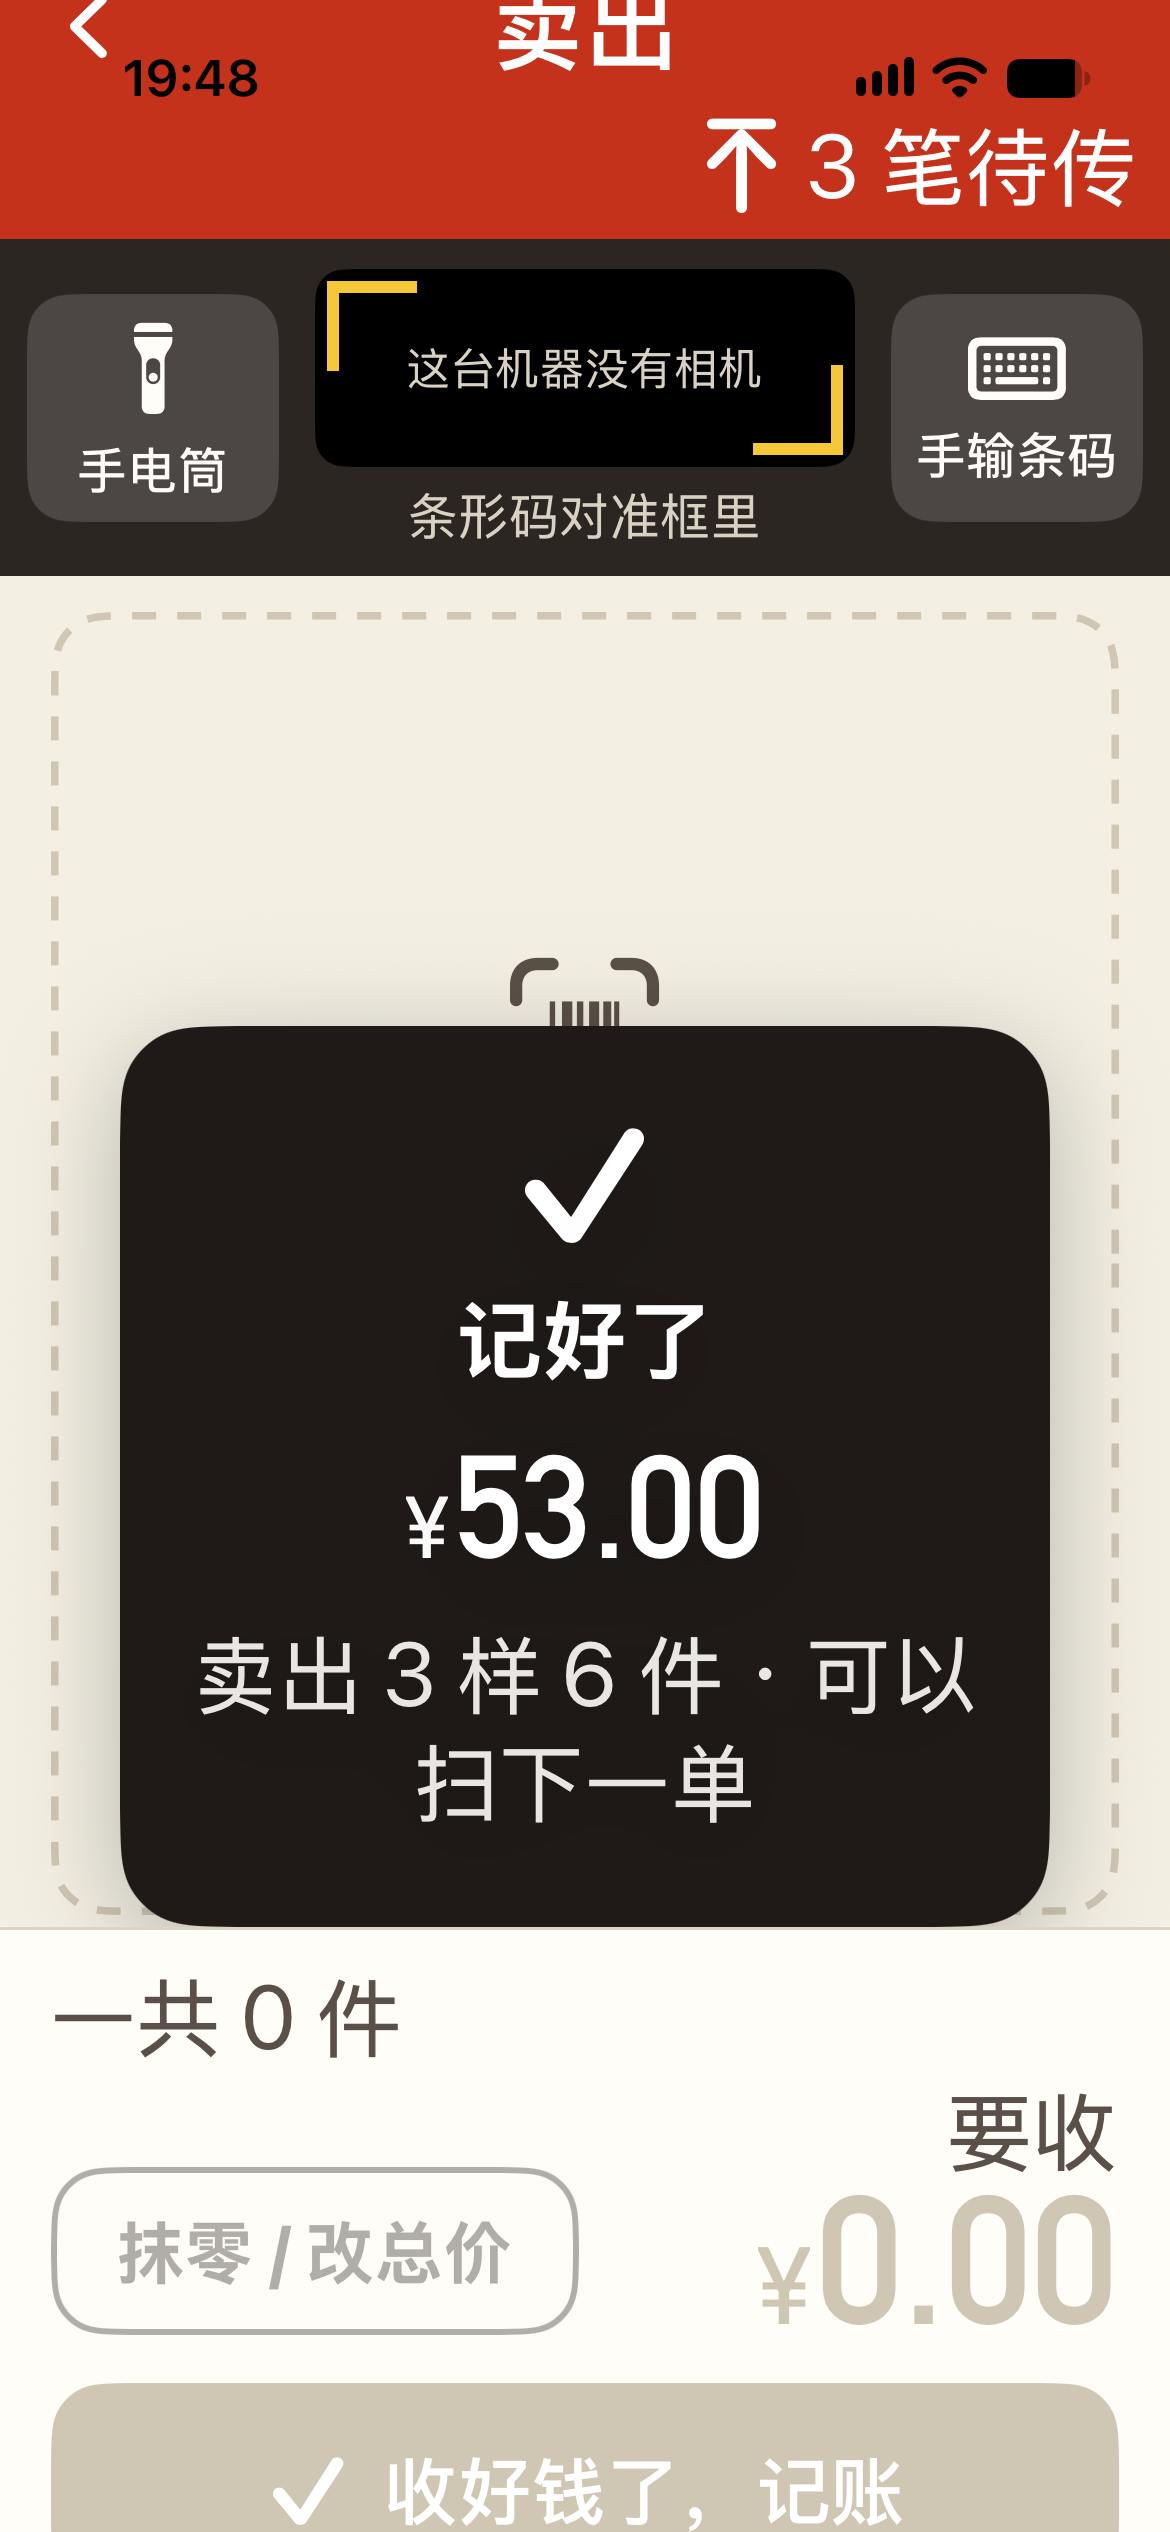 卖出
19:48
3 笔待传
手电筒
这台机器没有相机
手输条码
条形码对准框里
记好了
¥53.00
卖出 3 样 6 件 · 可以
扫下一单
一共 0 件
要收
抹零 / 改总价
¥0.00
收好钱了，记账